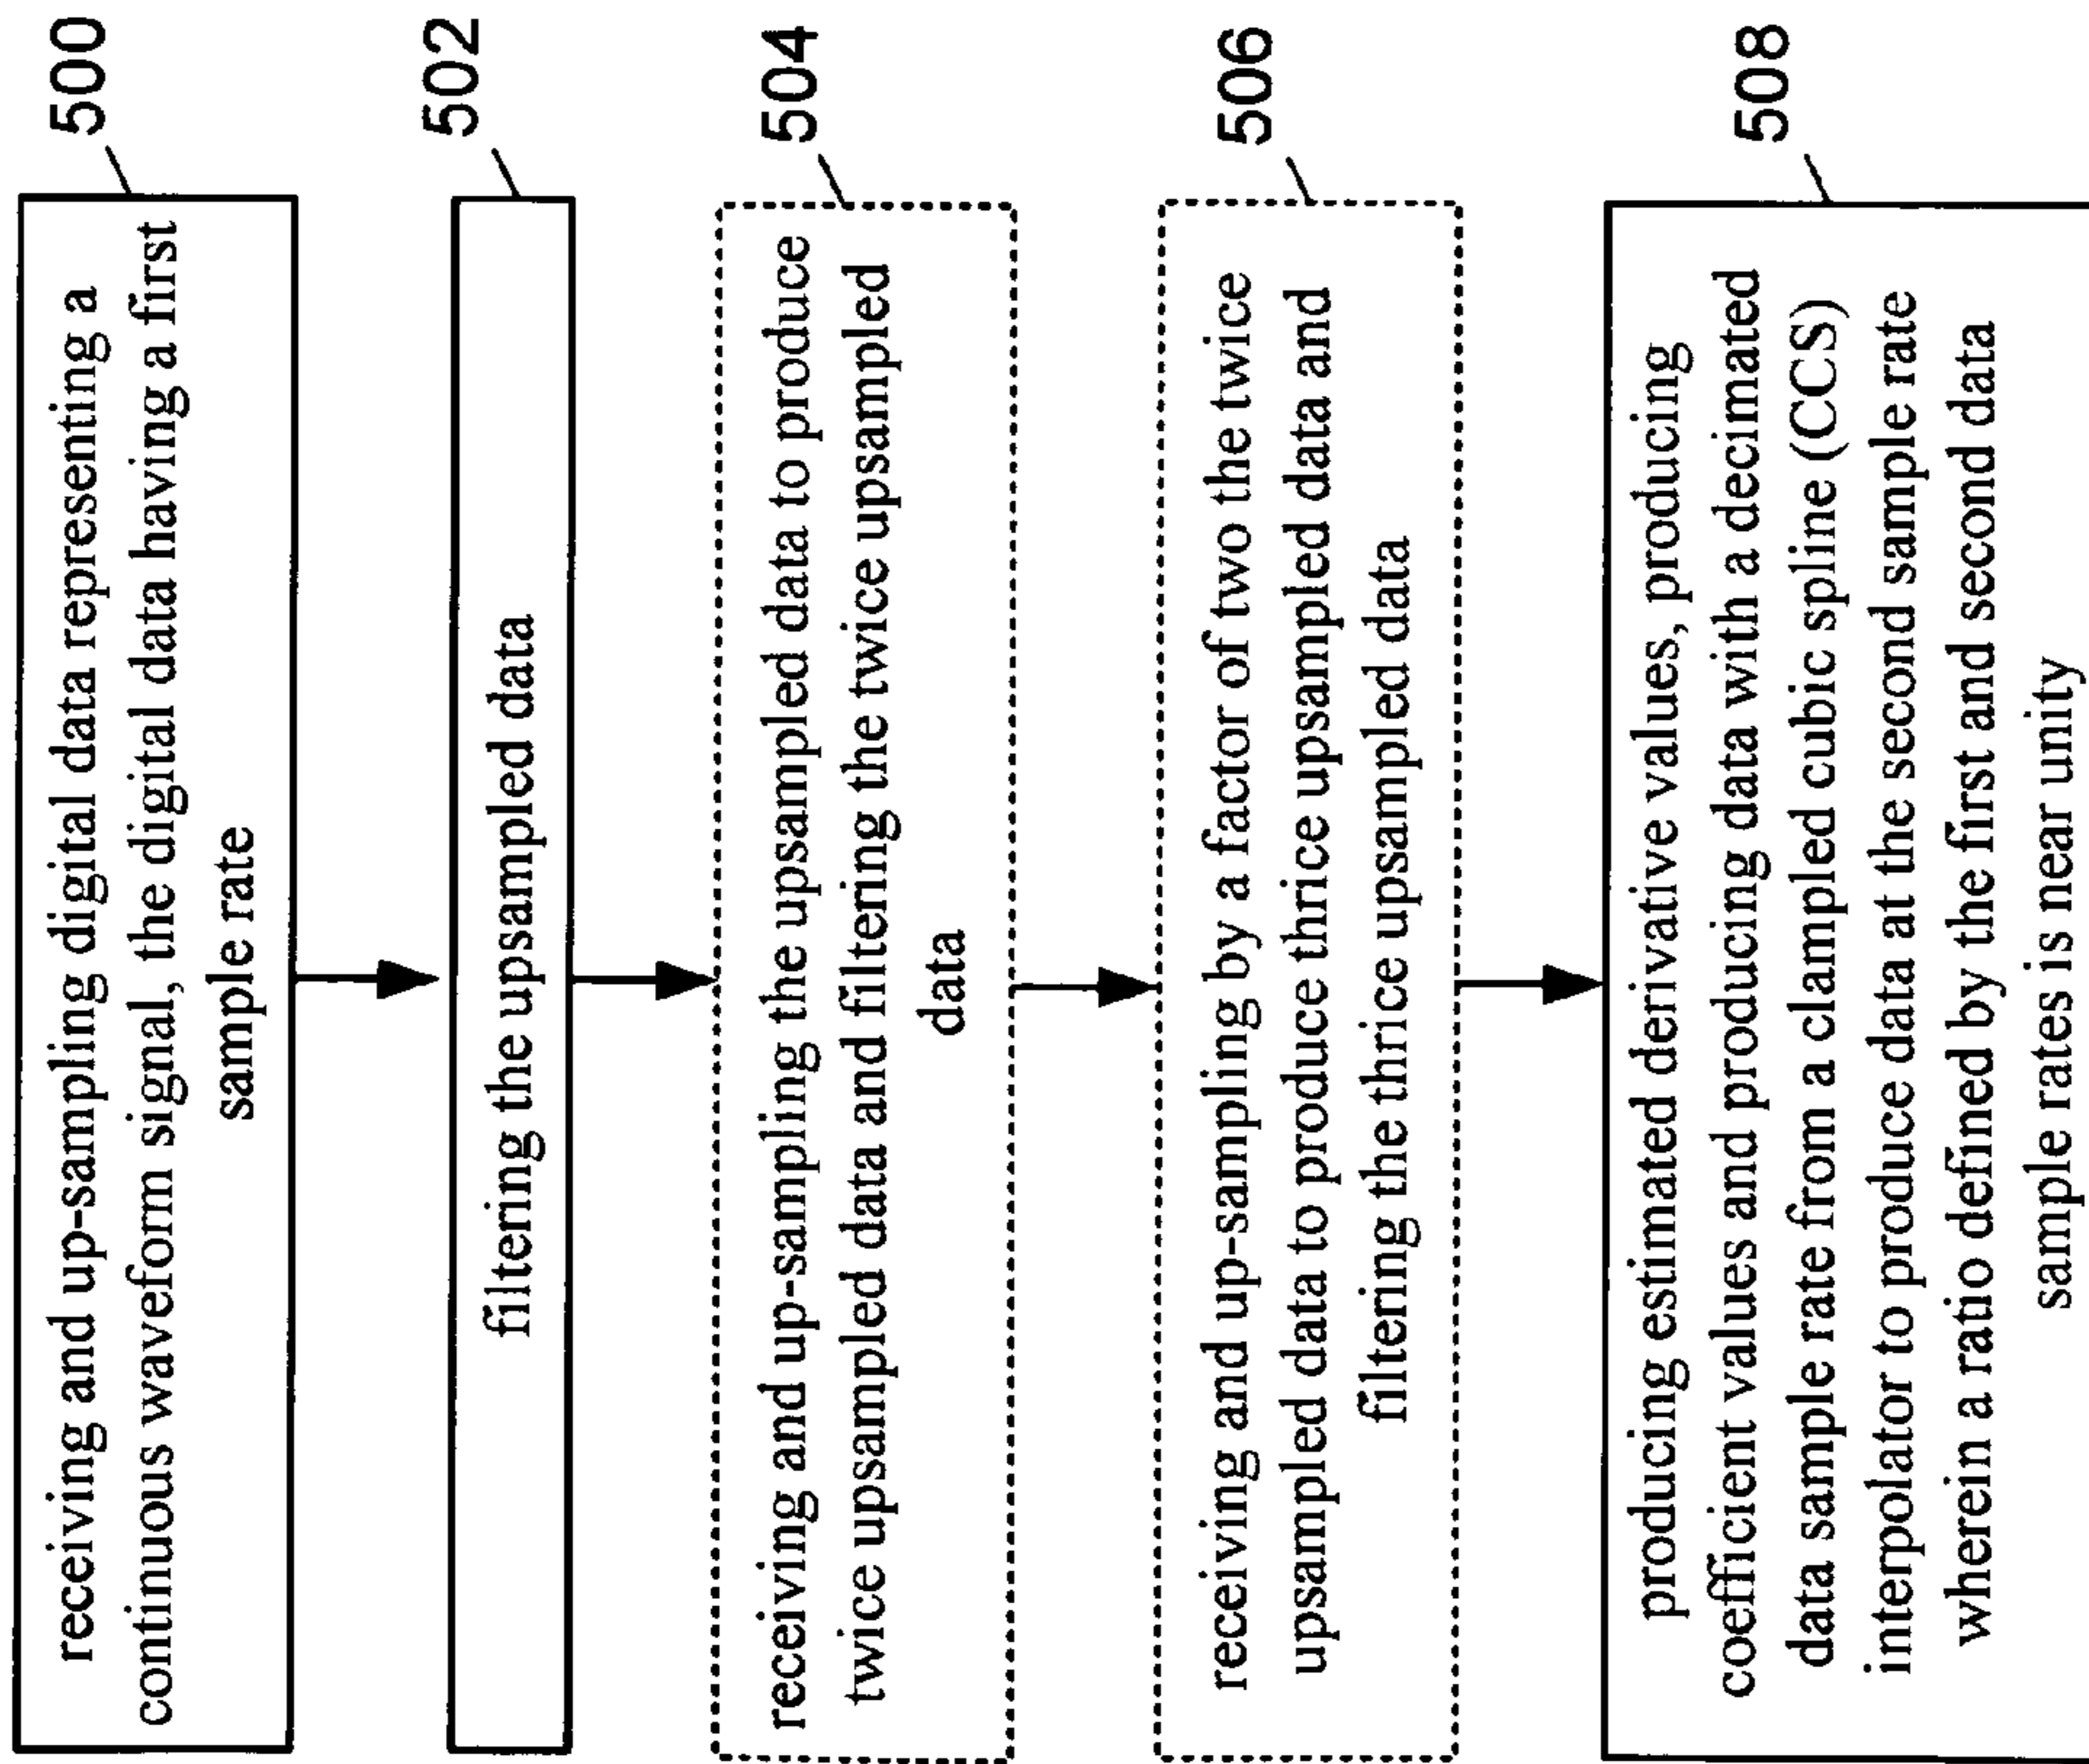 receiving and up-sampling digital data representing a
continuous waveform signal, the digital data having a first
sample rate
500
filtering the upsampled data
502
receiving and up-sampling the upsampled data to produce
twice upsampled data and filtering the twice upsampled
data
504
receiving and up-sampling by a factor of two the twice
upsampled data to produce thrice upsampled data and
filtering the thrice upsampled data
506
producing estimated derivative values, producing
coefficient values and producing data with a decimated
data sample rate from a clampled cubic spline (CCS)
interpolator to produce data at the second sample rate
wherein a ratio defined by the first and second data
sample rates is near unity
508